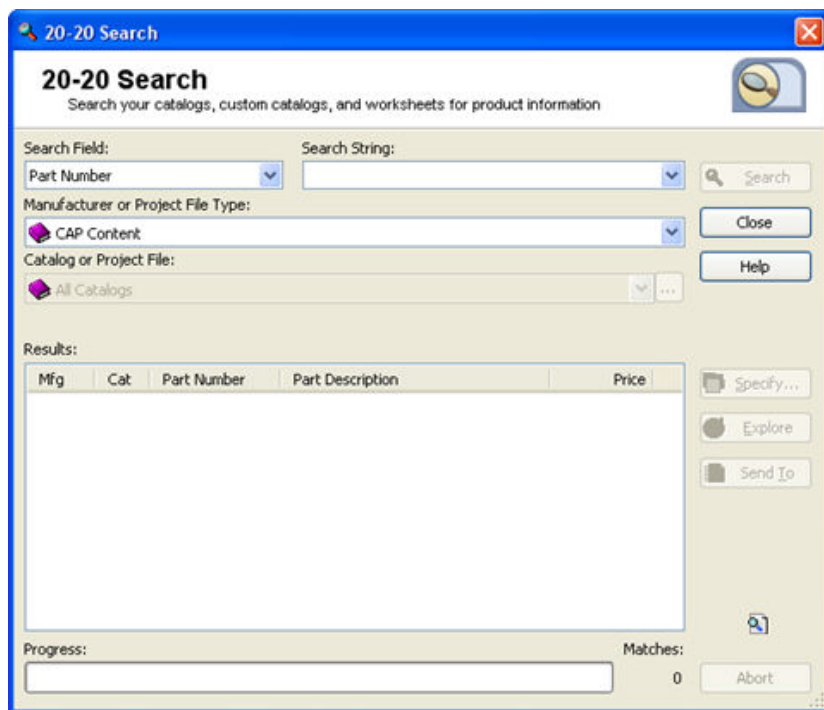 20-20 Search
20-20 Search
Search your catalogs, custom catalogs, and worksheets for product information
Search Field: Search String:
Part Number Search
Manufacturer or Project File Type:
CAP Content Close
Catalog or Project File:
All Catalogs ... Help
Results:
Mfg Cat Part Number Part Description Price
Specify...
Explore
Send To
Progress: Matches:
0 Abort